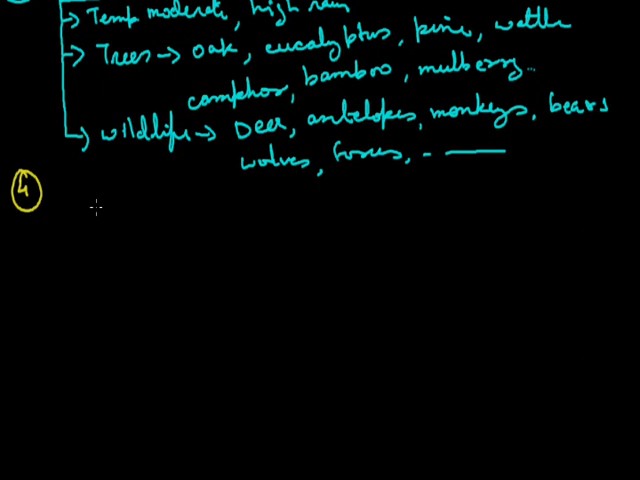 → Temp moderate, high rain
→ Trees → Oak, eucalyptus, pine, wattle
camphor, bamboo, mulberry...
→ wildlife → Deer, antelopes, monkeys, bears
wolves, foxes, -
4